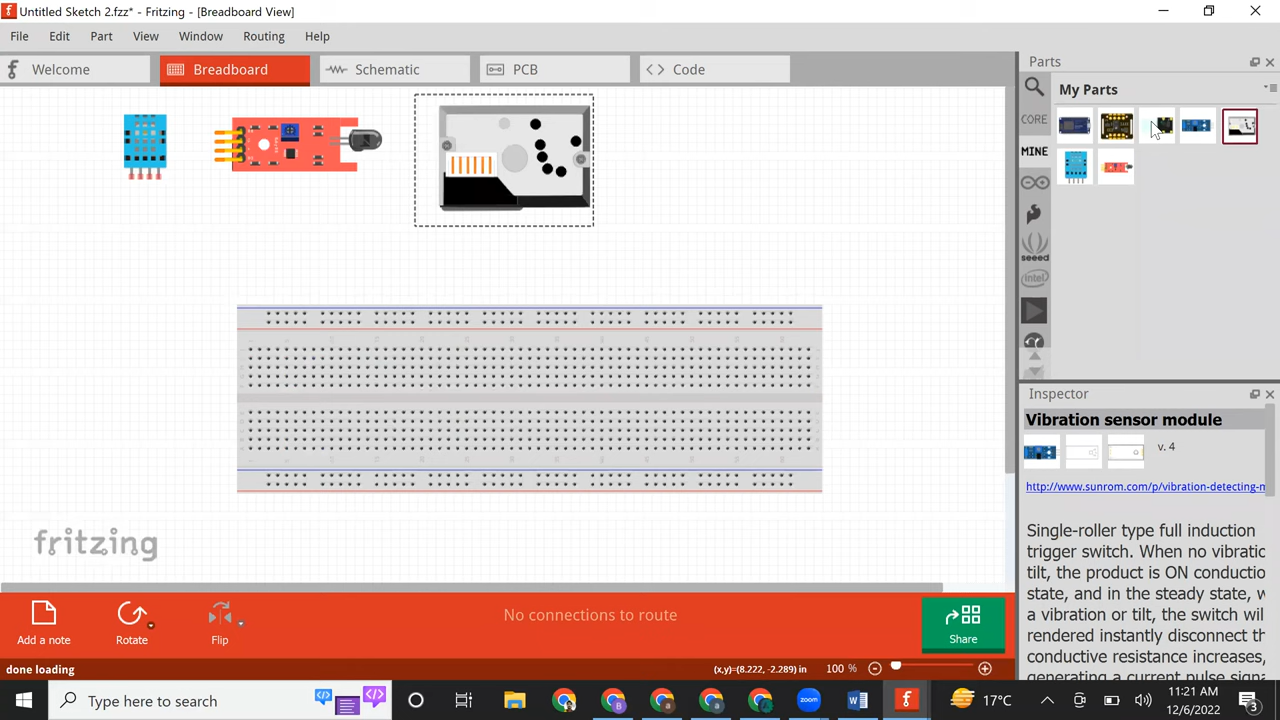 Untitled Sketch 2.fzz* - Fritzing - [Breadboard View]
File Edit Part View Window Routing Help
Welcome Breadboard Schematic PCB Code
Parts
My Parts
CORE
MINE
seeed
intel
Inspector
Vibration sensor module
v. 4
http://www.sunrom.com/p/vibration-detecting-m
Single-roller type full induction
trigger switch. When no vibratic
tilt, the product is ON conductio
state, and in the steady state, w
a vibration or tilt, the switch wil
rendered instantly disconnect th
conductive resistance increases,
generating a current pulse signa
fritzing
Add a note Rotate Flip
No connections to route
Share
done loading
(x,y)=(8.222, -2.289) in 100 %
Type here to search
17°C
11:21 AM
12/6/2022
3